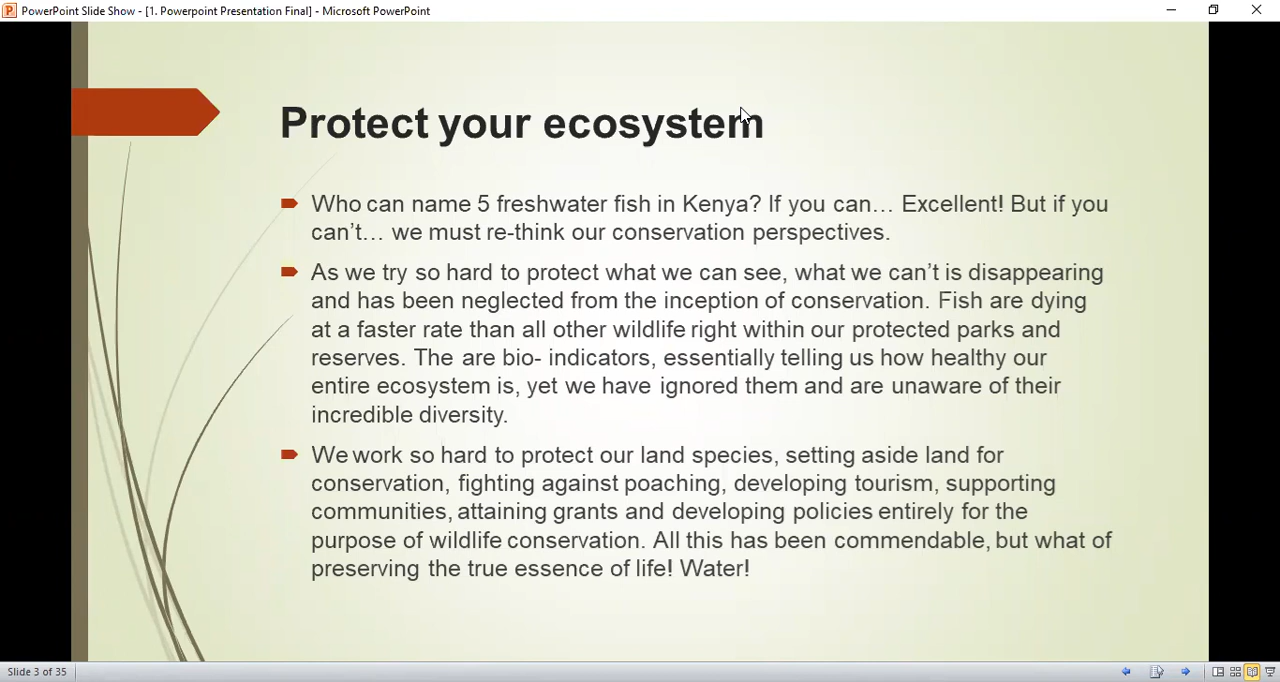 PowerPoint Slide Show - [1. Powerpoint Presentation Final] - Microsoft PowerPoint
Protect your ecosystem
Who can name 5 freshwater fish in Kenya? If you can… Excellent! But if you
can’t… we must re-think our conservation perspectives.
As we try so hard to protect what we can see, what we can’t is disappearing
and has been neglected from the inception of conservation. Fish are dying
at a faster rate than all other wildlife right within our protected parks and
reserves. The are bio- indicators, essentially telling us how healthy our
entire ecosystem is, yet we have ignored them and are unaware of their
incredible diversity.
We work so hard to protect our land species, setting aside land for
conservation, fighting against poaching, developing tourism, supporting
communities, attaining grants and developing policies entirely for the
purpose of wildlife conservation. All this has been commendable, but what of
preserving the true essence of life! Water!
Slide 3 of 35